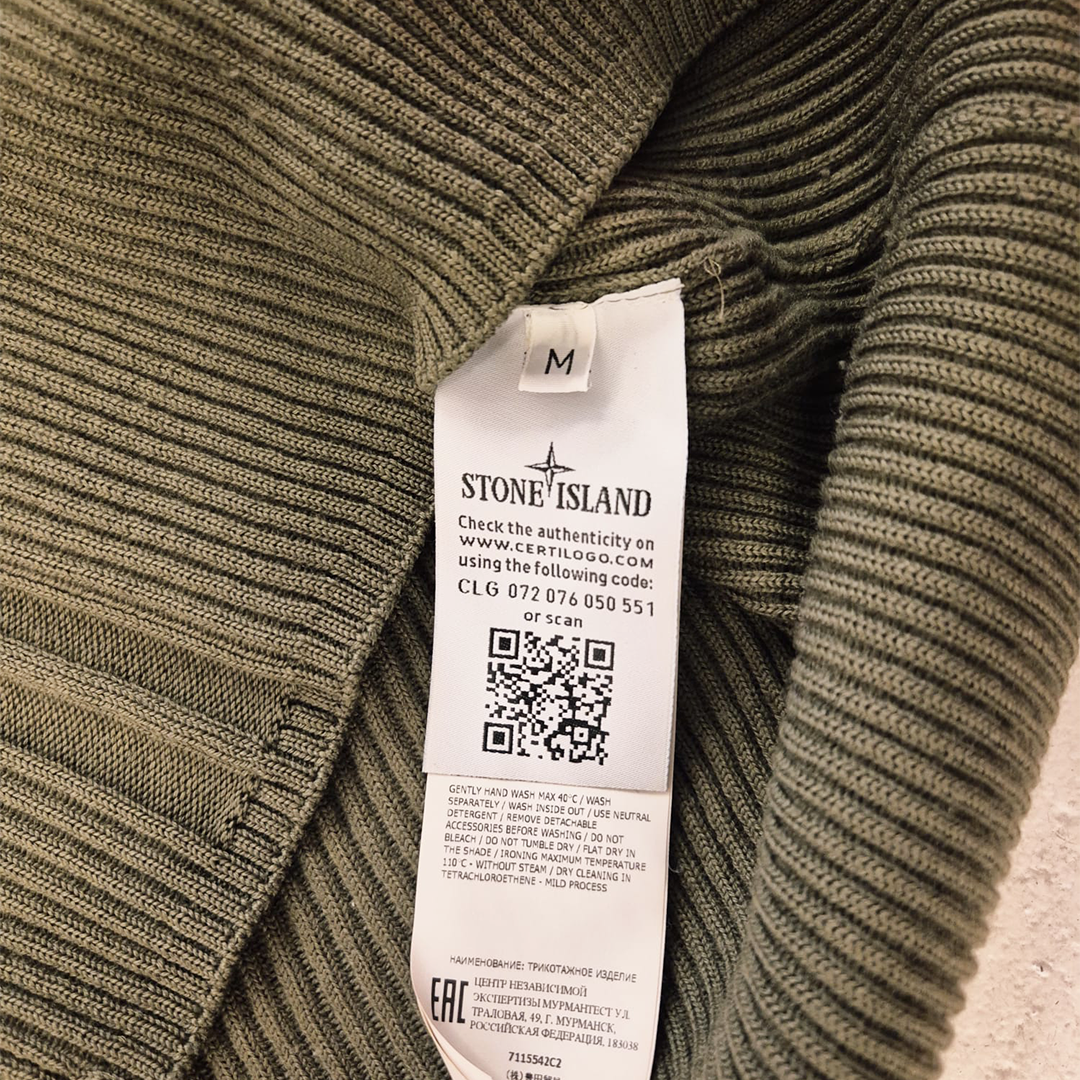 M
STONE ISLAND
Check the authenticity on
WWW.CERTILOGO.COM
using the following code:
CLG 072 076 050 551
or scan
GENTLY HAND WASH MAX 40°C / WASH
SEPARATELY / WASH INSIDE OUT / USE NEUTRAL
DETERGENT / REMOVE DETACHABLE
ACCESSORIES BEFORE WASHING / DO NOT
BLEACH / DO NOT TUMBLE DRY / FLAT DRY IN
THE SHADE / IRONING MAXIMUM TEMPERATURE
110°C - WITHOUT STEAM / DRY CLEANING IN
TETRACHLOROETHENE - MILD PROCESS
НАИМЕНОВАНИЕ: ТРИКОТАЖНОЕ ИЗДЕЛИЕ
EAC
ЦЕНТР НЕЗАВИСИМОЙ
ЭКСПЕРТИЗЫ МУРМАНТЕСТ УЛ.
ТРАЛОВАЯ, 49, Г. МУРМАНСК,
РОССИЙСКАЯ ФЕДЕРАЦИЯ, 183038
7115542C2